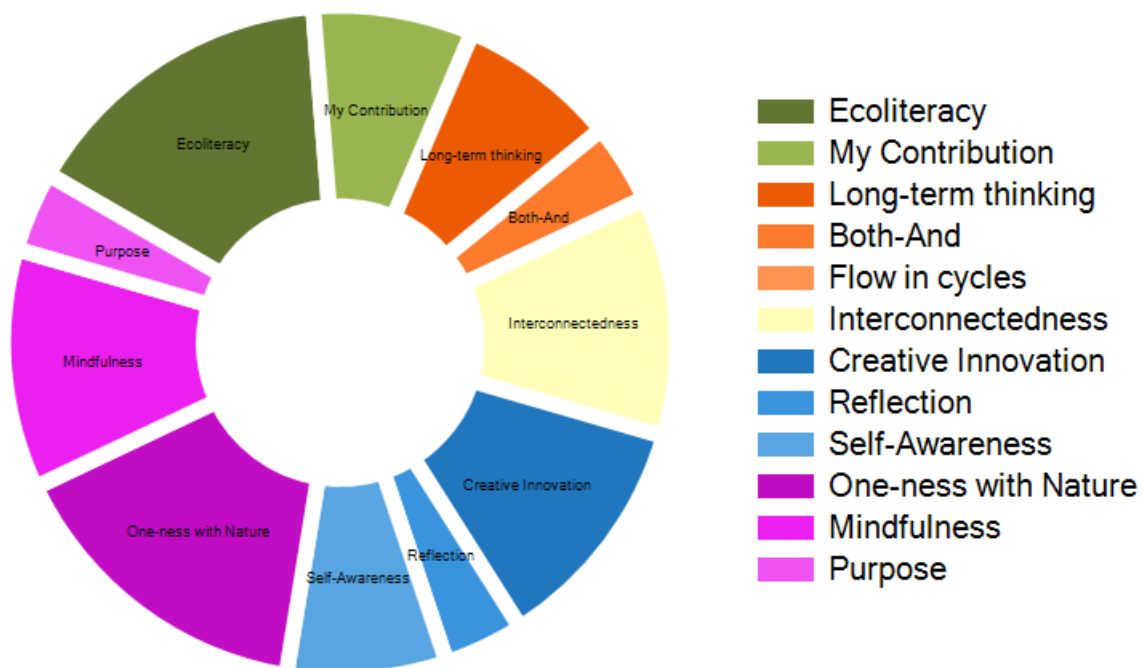 My Contribution
Ecoliteracy
Long-term thinking
Both-And
Purpose
Interconnectedness
Mindfulness
Creative Innovation
One-ness with Nature
Reflection
Self-Awareness
Ecoliteracy
My Contribution
Long-term thinking
Both-And
Flow in cycles
Interconnectedness
Creative Innovation
Reflection
Self-Awareness
One-ness with Nature
Mindfulness
Purpose